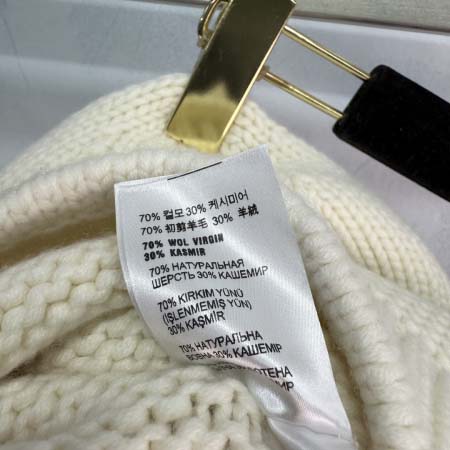 70% 컬모 30% 케시미어
70% 初剪羊毛 30% 羊絨
70% WOL VIRGIN
30% KASMIR
70% НАТУРАЛЬНАЯ
ШЕРСТЬ 30% КАШЕМИР
70% KIRKIM YÜNÜ
(İŞLENMEMİŞ YÜN)
30% KAŞMİR
70% НАТУРАЛЬНА
ВОВНА 30% КАШЕМІР